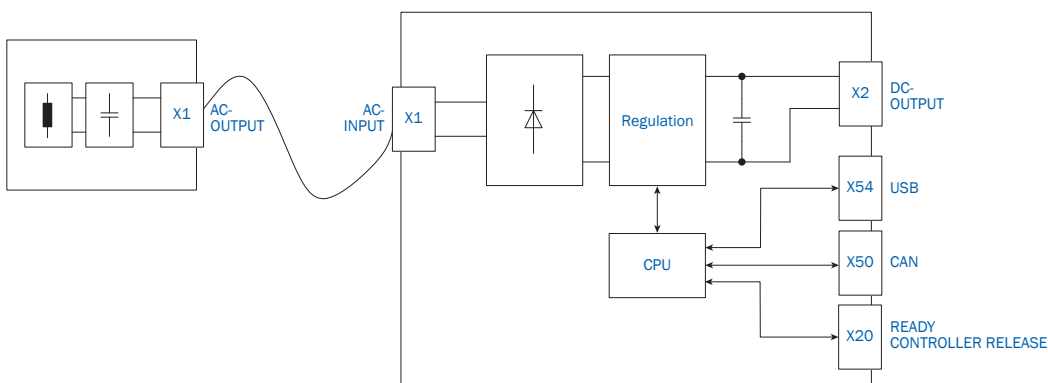 X1
AC-
OUTPUT
AC-
INPUT
X1
Regulation
X2
DC-
OUTPUT
X54
USB
CPU
X50
CAN
X20
READY
CONTROLLER RELEASE